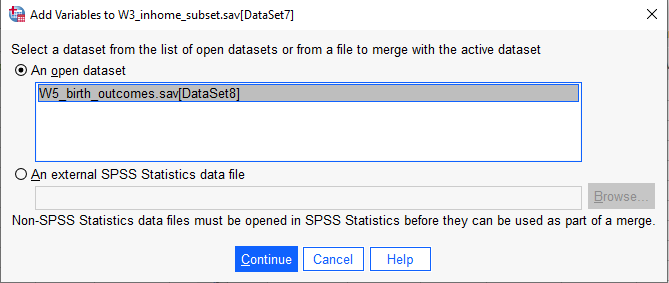 Add Variables to W3_inhome_subset.sav[DataSet7]
Select a dataset from the list of open datasets or from a file to merge with the active dataset
An open dataset
W5_birth_outcomes.sav[DataSet8]
An external SPSS Statistics data file
Browse...
Non-SPSS Statistics data files must be opened in SPSS Statistics before they can be used as part of a merge.
Continue Cancel Help